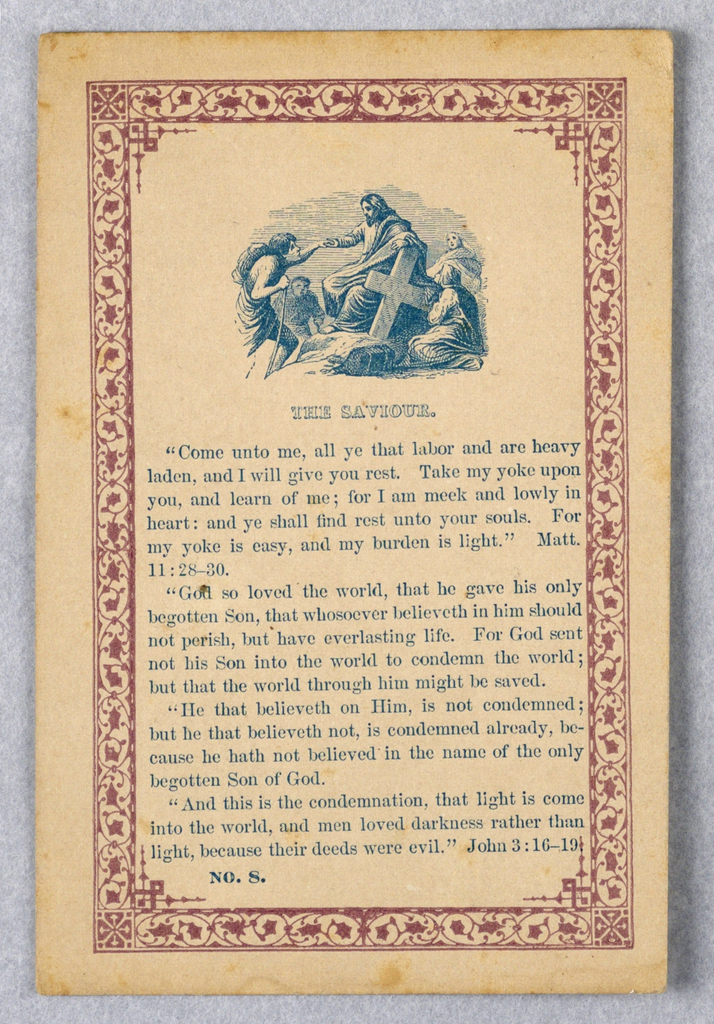 THE SAVIOUR.
“Come unto me, all ye that labor and are heavy
laden, and I will give you rest. Take my yoke upon
you, and learn of me; for I am meek and lowly in
heart: and ye shall find rest unto your souls. For
my yoke is easy, and my burden is light.” Matt.
11:28–30.
“God so loved the world, that he gave his only
begotten Son, that whosoever believeth in him should
not perish, but have everlasting life. For God sent
not his Son into the world to condemn the world;
but that the world through him might be saved.
“He that believeth on Him, is not condemned;
but he that believeth not, is condemned already, be-
cause he hath not believed in the name of the only
begotten Son of God.
“And this is the condemnation, that light is come
into the world, and men loved darkness rather than
light, because their deeds were evil.” John 3:16–19.
NO. 8.